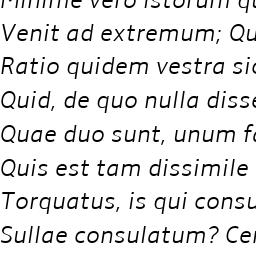 Minime vero istorum
Venit ad extremum; Qu
Ratio quidem vestra sic
Quid, de quo nulla disse
Quae duo sunt, unum fa
Quis est tam dissimile
Torquatus, is qui consu
Sullae consulatum? Cer